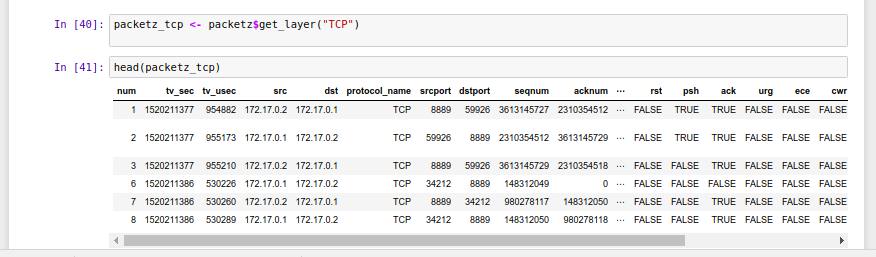 In [40]: packetz_tcp <- packetz$get_layer("TCP")
In [41]: head(packetz_tcp)
num tv_sec tv_usec src dst protocol_name srcport dstport seqnum acknum ⋯ rst psh ack urg ece cwr
1 1520211377 954882 172.17.0.2 172.17.0.1 TCP 8889 59926 3613145727 2310354512 ⋯ FALSE TRUE TRUE FALSE FALSE FALSE
2 1520211377 955173 172.17.0.1 172.17.0.2 TCP 59926 8889 2310354512 3613145729 ⋯ FALSE TRUE TRUE FALSE FALSE FALSE
3 1520211377 955210 172.17.0.2 172.17.0.1 TCP 8889 59926 3613145729 2310354518 ⋯ FALSE FALSE TRUE FALSE FALSE FALSE
6 1520211386 530226 172.17.0.1 172.17.0.2 TCP 34212 8889 148312049 0 ⋯ FALSE FALSE FALSE FALSE FALSE FALSE
7 1520211386 530260 172.17.0.2 172.17.0.1 TCP 8889 34212 980278117 148312050 ⋯ FALSE FALSE TRUE FALSE FALSE FALSE
8 1520211386 530289 172.17.0.1 172.17.0.2 TCP 34212 8889 148312050 980278118 ⋯ FALSE FALSE TRUE FALSE FALSE FALSE